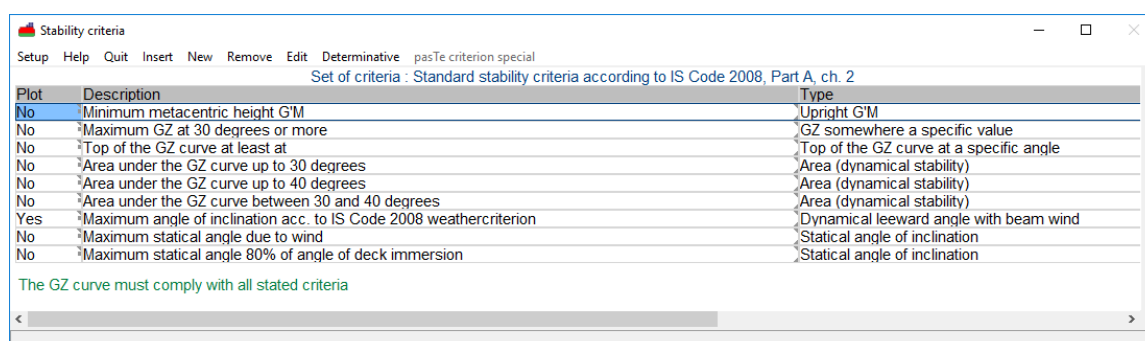 Stability criteria
Setup Help Quit Insert New Remove Edit Determinative pasTe criterion special
Set of criteria : Standard stability criteria according to IS Code 2008, Part A, ch. 2
Plot Description Type
No Minimum metacentric height G'M Upright G'M
No Maximum GZ at 30 degrees or more GZ somewhere a specific value
No Top of the GZ curve at least at Top of the GZ curve at a specific angle
No Area under the GZ curve up to 30 degrees Area (dynamical stability)
No Area under the GZ curve up to 40 degrees Area (dynamical stability)
No Area under the GZ curve between 30 and 40 degrees Area (dynamical stability)
Yes Maximum angle of inclination acc. to IS Code 2008 weathercriterion Dynamical leeward angle with beam wind
No Maximum statical angle due to wind Statical angle of inclination
No Maximum statical angle 80% of angle of deck immersion Statical angle of inclination
The GZ curve must comply with all stated criteria